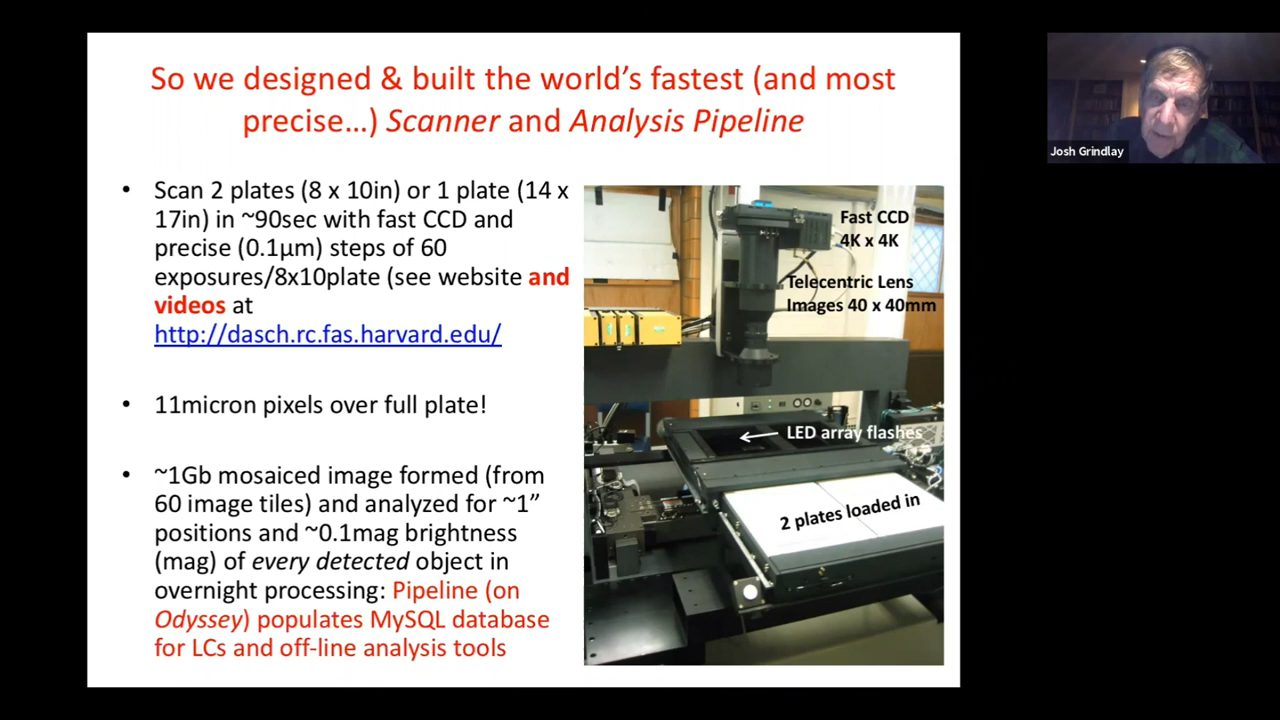 So we designed & built the world's fastest (and most
precise…) Scanner and Analysis Pipeline
• Scan 2 plates (8 x 10in) or 1 plate (14 x
17in) in ~90sec with fast CCD and
precise (0.1µm) steps of 60
exposures/8x10plate (see website and
videos at
http://dasch.rc.fas.harvard.edu/
• 11micron pixels over full plate!
• ~1Gb mosaiced image formed (from
60 image tiles) and analyzed for ~1”
positions and ~0.1mag brightness
(mag) of every detected object in
overnight processing: Pipeline (on
Odyssey) populates MySQL database
for LCs and off-line analysis tools
Fast CCD
4K x 4K
Telecentric Lens
Images 40 x 40mm
LED array flashes
2 plates loaded in
Josh Grindlay